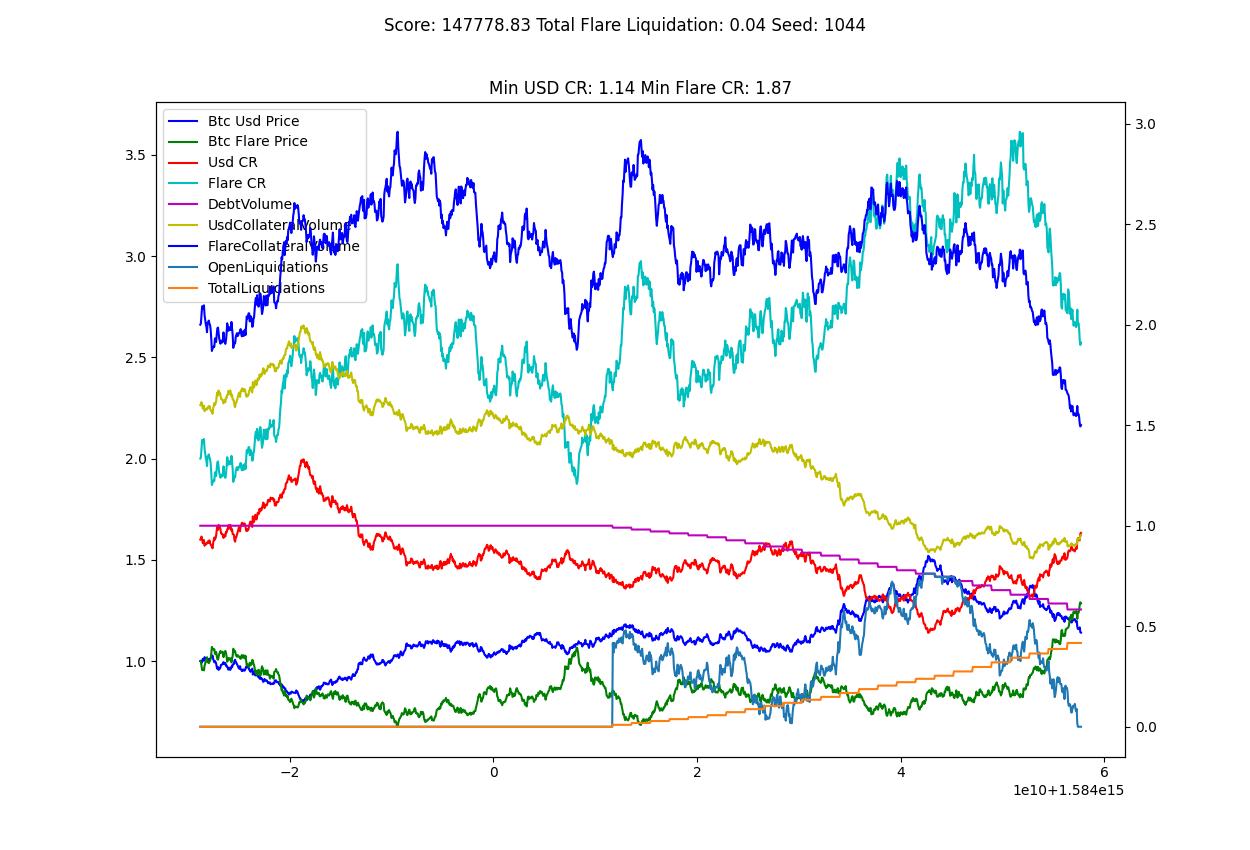 Score: 147778.83 Total Flare Liquidation: 0.04 Seed: 1044
Min USD CR: 1.14 Min Flare CR: 1.87
Btc Usd Price
Btc Flare Price
Usd CR
Flare CR
DebtVolume
UsdCollateralVolume
FlareCollateralVolume
OpenLiquidations
TotalLiquidations
3.5
3.0
2.5
2.0
1.5
1.0
3.0
2.5
2.0
1.5
1.0
0.5
0.0
−2
0
2
4
6
1e10+1.584e15